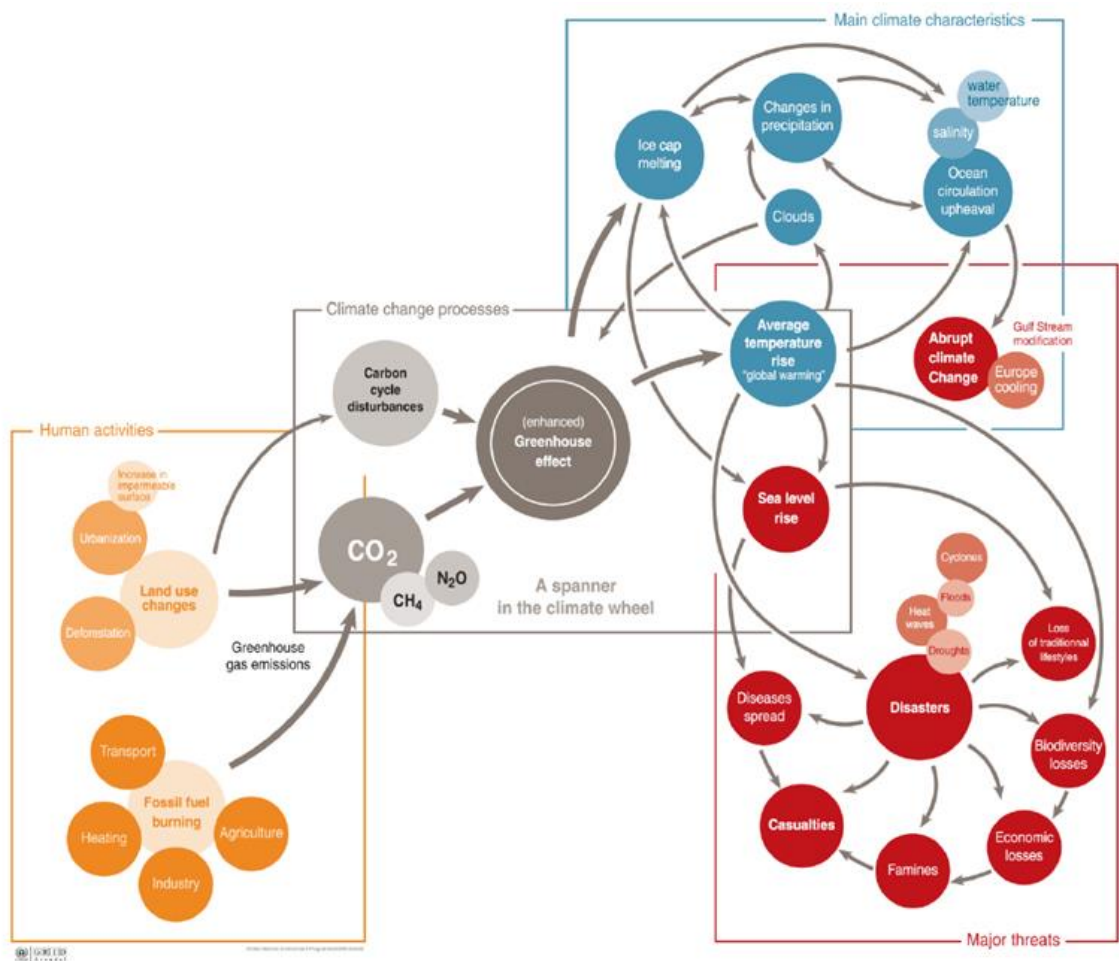 Main climate characteristics
water
temperature
salinity
Changes in
precipitation
Ice cap
melting
Ocean
circulation
upheaval
Clouds
Climate change processes
Average
temperature
rise
"global warming"
Gulf Stream
modification
Abrupt
climate
Change
Europe
cooling
Carbon
cycle
disturbances
(enhanced)
Greenhouse
effect
Human activities
Increase in
impermeable
surface
Urbanization
Land use
changes
Deforestation
Sea level
rise
CO2
CH4
N2O
A spanner
in the climate wheel
Greenhouse
gas emissions
Cyclones
Floods
Heat
waves
Droughts
Loss
of traditionnal
lifestyles
Diseases
spread
Disasters
Biodiversity
losses
Transport
Fossil fuel
burning
Heating
Agriculture
Industry
Casualties
Economic
losses
Famines
Major threats